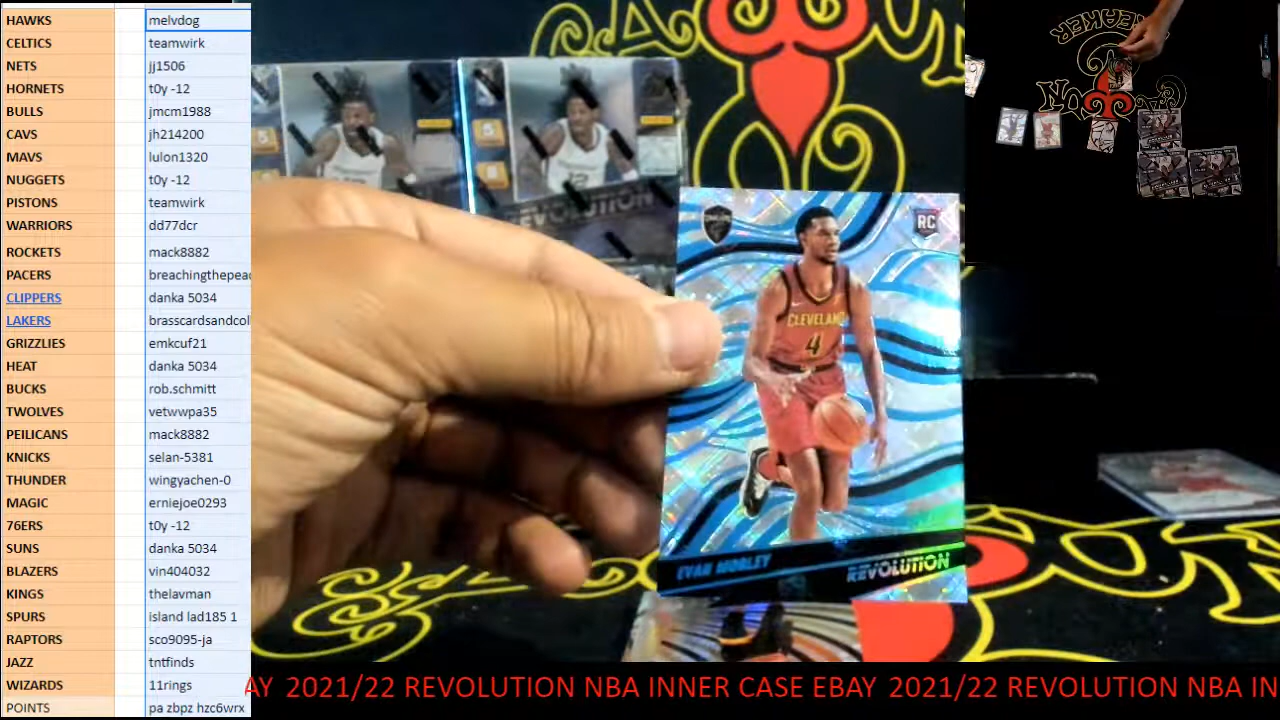 HAWKS melvdog
CELTICS teamwirk
NETS jj1506
HORNETS t0y -12
BULLS jmcm1988
CAVS jh214200
MAVS lulon1320
NUGGETS t0y -12
PISTONS teamwirk
WARRIORS dd77dcr
ROCKETS mack8882
PACERS breachingthepeac
CLIPPERS danka 5034
LAKERS brasscardsandcol
GRIZZLIES emkcuf21
HEAT danka 5034
BUCKS rob.schmitt
TWOLVES vetwwpa35
PEILICANS mack8882
KNICKS selan-5381
THUNDER wingyachen-0
MAGIC erniejoe0293
76ERS t0y -12
SUNS danka 5034
BLAZERS vin404032
KINGS thelavman
SPURS island lad185 1
RAPTORS sco9095-ja
JAZZ tntfinds
WIZARDS 11rings
POINTS pa zbpz hzc6wrx
REVOLUTION
RC
CLEVELAND
4
EVAN MOBLEY
REVOLUTION
AY 2021/22 REVOLUTION NBA INNER CASE EBAY 2021/22 REVOLUTION NBA IN